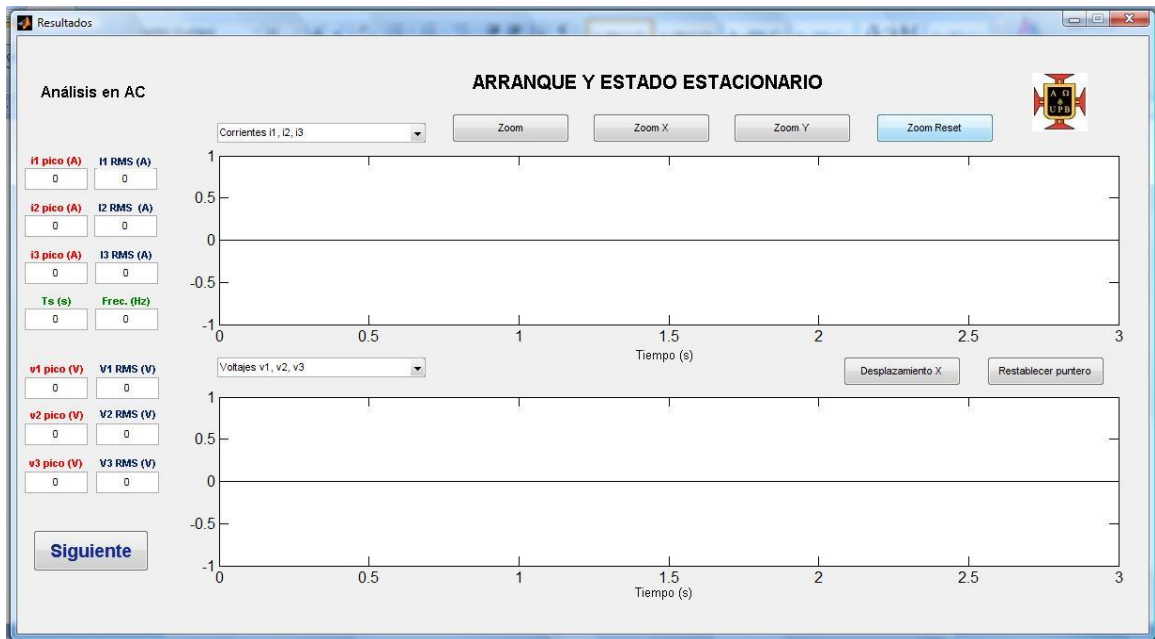 Resultados
Análisis en AC
ARRANQUE Y ESTADO ESTACIONARIO
Α Ω
UPB
Corrientes i1, i2, i3
Zoom
Zoom X
Zoom Y
Zoom Reset
i1 pico (A) I1 RMS (A)
0 0
i2 pico (A) I2 RMS (A)
0 0
i3 pico (A) I3 RMS (A)
0 0
Ts (s) Frec. (Hz)
0 0
1
0.5
0
-0.5
-1
0 0.5 1 1.5 2 2.5 3
Tiempo (s)
Voltajes v1, v2, v3
Desplazamiento X
Restablecer puntero
v1 pico (V) V1 RMS (V)
0 0
v2 pico (V) V2 RMS (V)
0 0
v3 pico (V) V3 RMS (V)
0 0
Siguiente
1
0.5
0
-0.5
-1
0 0.5 1 1.5 2 2.5 3
Tiempo (s)